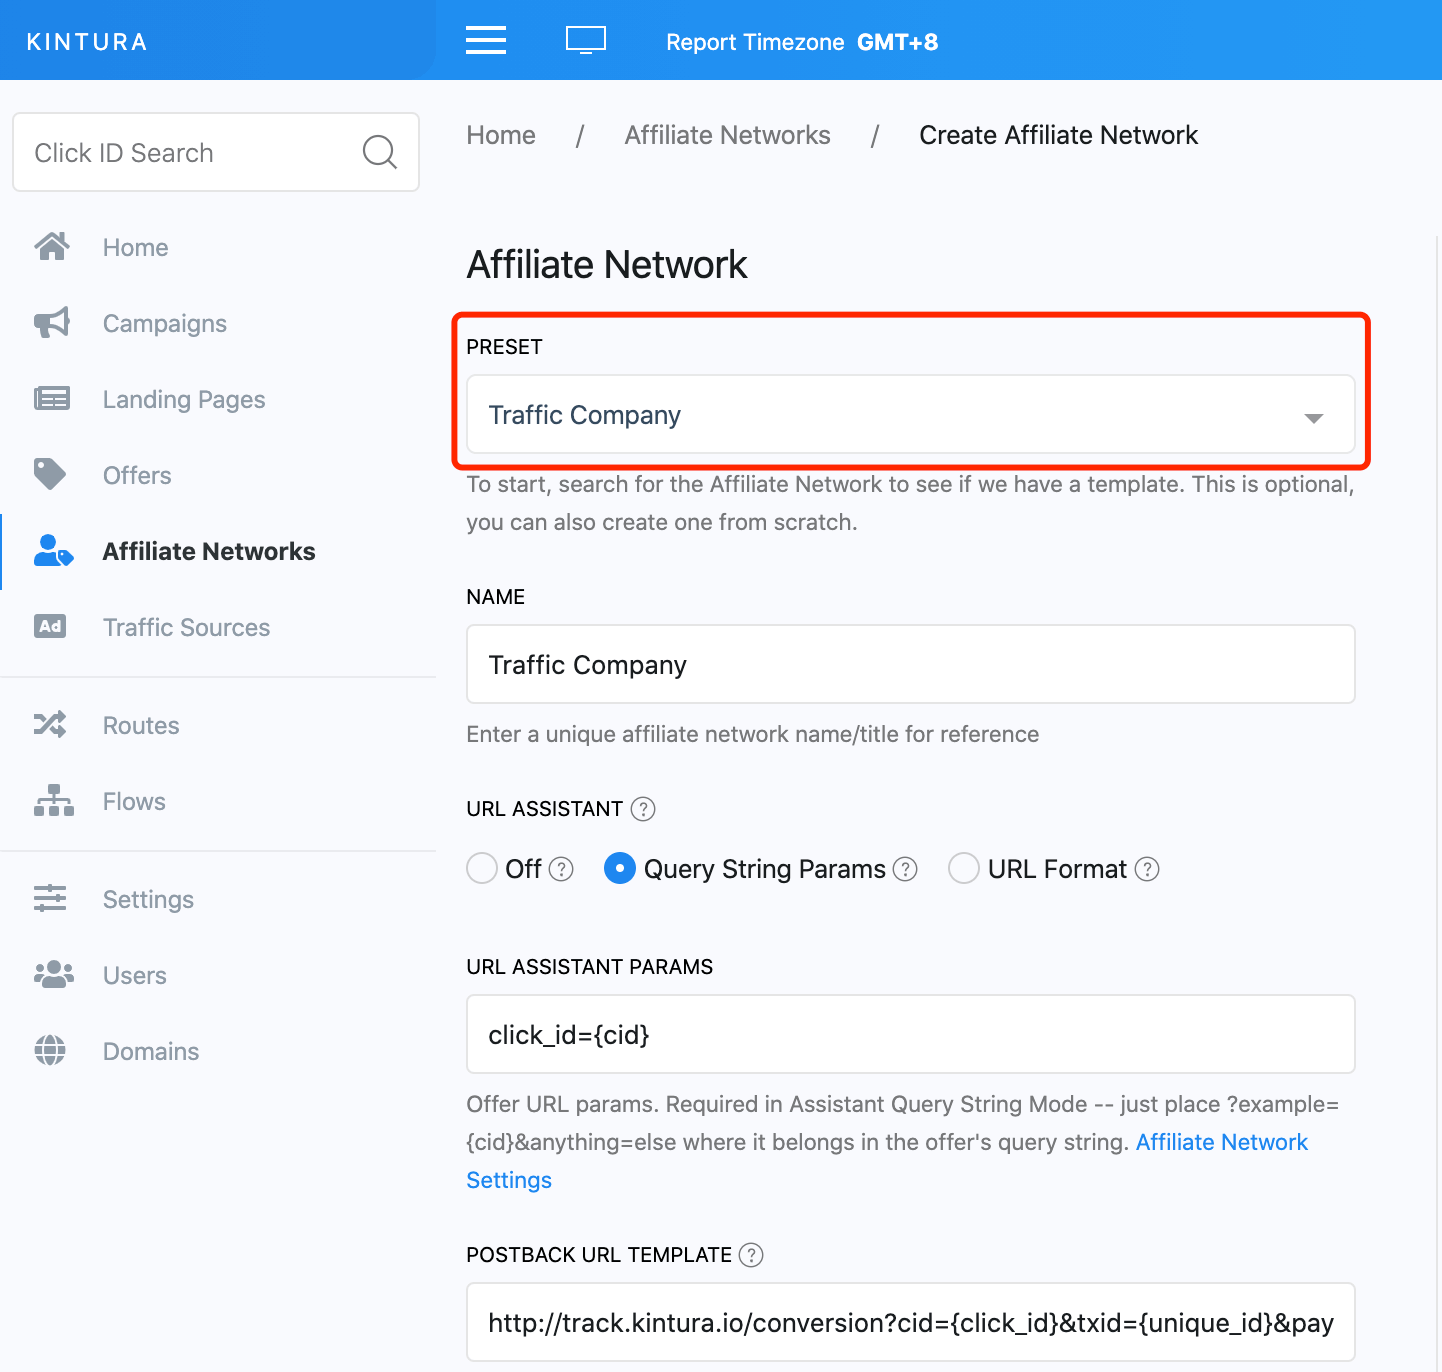 KINTURA
Report Timezone GMT+8
Click ID Search
Home
Campaigns
Landing Pages
Offers
Affiliate Networks
Ad
Traffic Sources
Routes
Flows
Settings
Users
Domains
Home / Affiliate Networks / Create Affiliate Network
Affiliate Network
PRESET
Traffic Company
To start, search for the Affiliate Network to see if we have a template. This is optional,
you can also create one from scratch.
NAME
Traffic Company
Enter a unique affiliate network name/title for reference
URL ASSISTANT ?
Off ? Query String Params ? URL Format ?
URL ASSISTANT PARAMS
click_id={cid}
Offer URL params. Required in Assistant Query String Mode -- just place ?example=
{cid}&anything=else where it belongs in the offer's query string. Affiliate Network
Settings
POSTBACK URL TEMPLATE ?
http://track.kintura.io/conversion?cid={click_id}&txid={unique_id}&pay